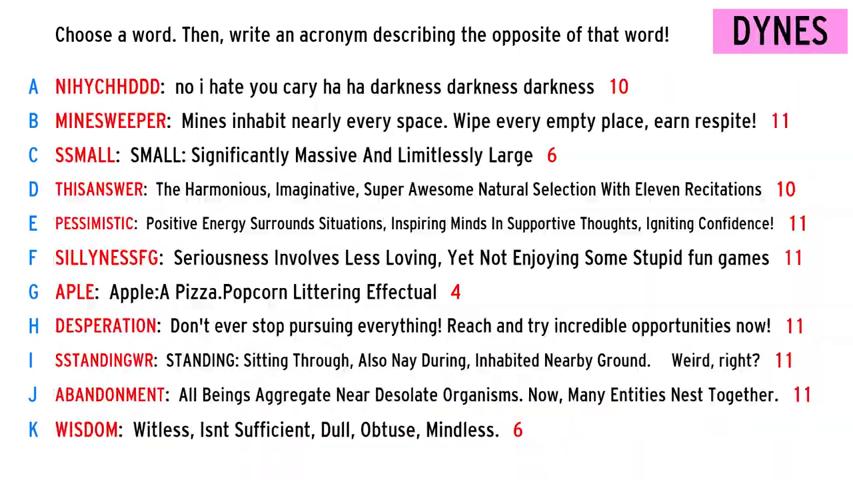 Choose a word. Then, write an acronym describing the opposite of that word!
DYNES
A NIHYCHHDDD: no i hate you cary ha ha darkness darkness darkness 10
B MINESWEEPER: Mines inhabit nearly every space. Wipe every empty place, earn respite! 11
C SSMALL: SMALL: Significantly Massive And Limitlessly Large 6
D THISANSWER: The Harmonious, Imaginative, Super Awesome Natural Selection With Eleven Recitations 10
E PESSIMISTIC: Positive Energy Surrounds Situations, Inspiring Minds In Supportive Thoughts, Igniting Confidence! 11
F SILLYNESSFG: Seriousness Involves Less Loving, Yet Not Enjoying Some Stupid fun games 11
G APLE: Apple:A Pizza.Popcorn Littering Effectual 4
H DESPERATION: Don't ever stop pursuing everything! Reach and try incredible opportunities now! 11
I SSTANDINGWR: STANDING: Sitting Through, Also Nay During, Inhabited Nearby Ground. Weird, right? 11
J ABANDONMENT: All Beings Aggregate Near Desolate Organisms. Now, Many Entities Nest Together. 11
K WISDOM: Witless, Isnt Sufficient, Dull, Obtuse, Mindless. 6